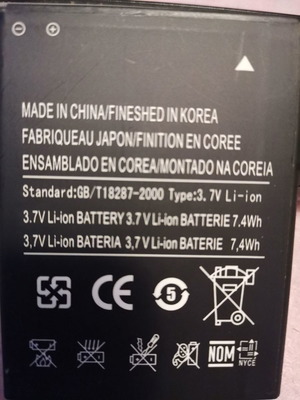 MADE IN CHINA/FINESHED IN KOREA
FABRIQUEAU JAPON/FINITION EN COREE
ENSAMBLADO EN COREA/MONTADO NA COREIA
Standard:GB/T18287-2000 Type:3.7V Li-ion
3.7V Li-ion BATTERY 3.7 V Li-ion BATTERIE 7.4Wh
3,7V Li-ion BATERIA 3,7V Li-ion BATERIE 7,4Wh
CE 5
NOM NYCE